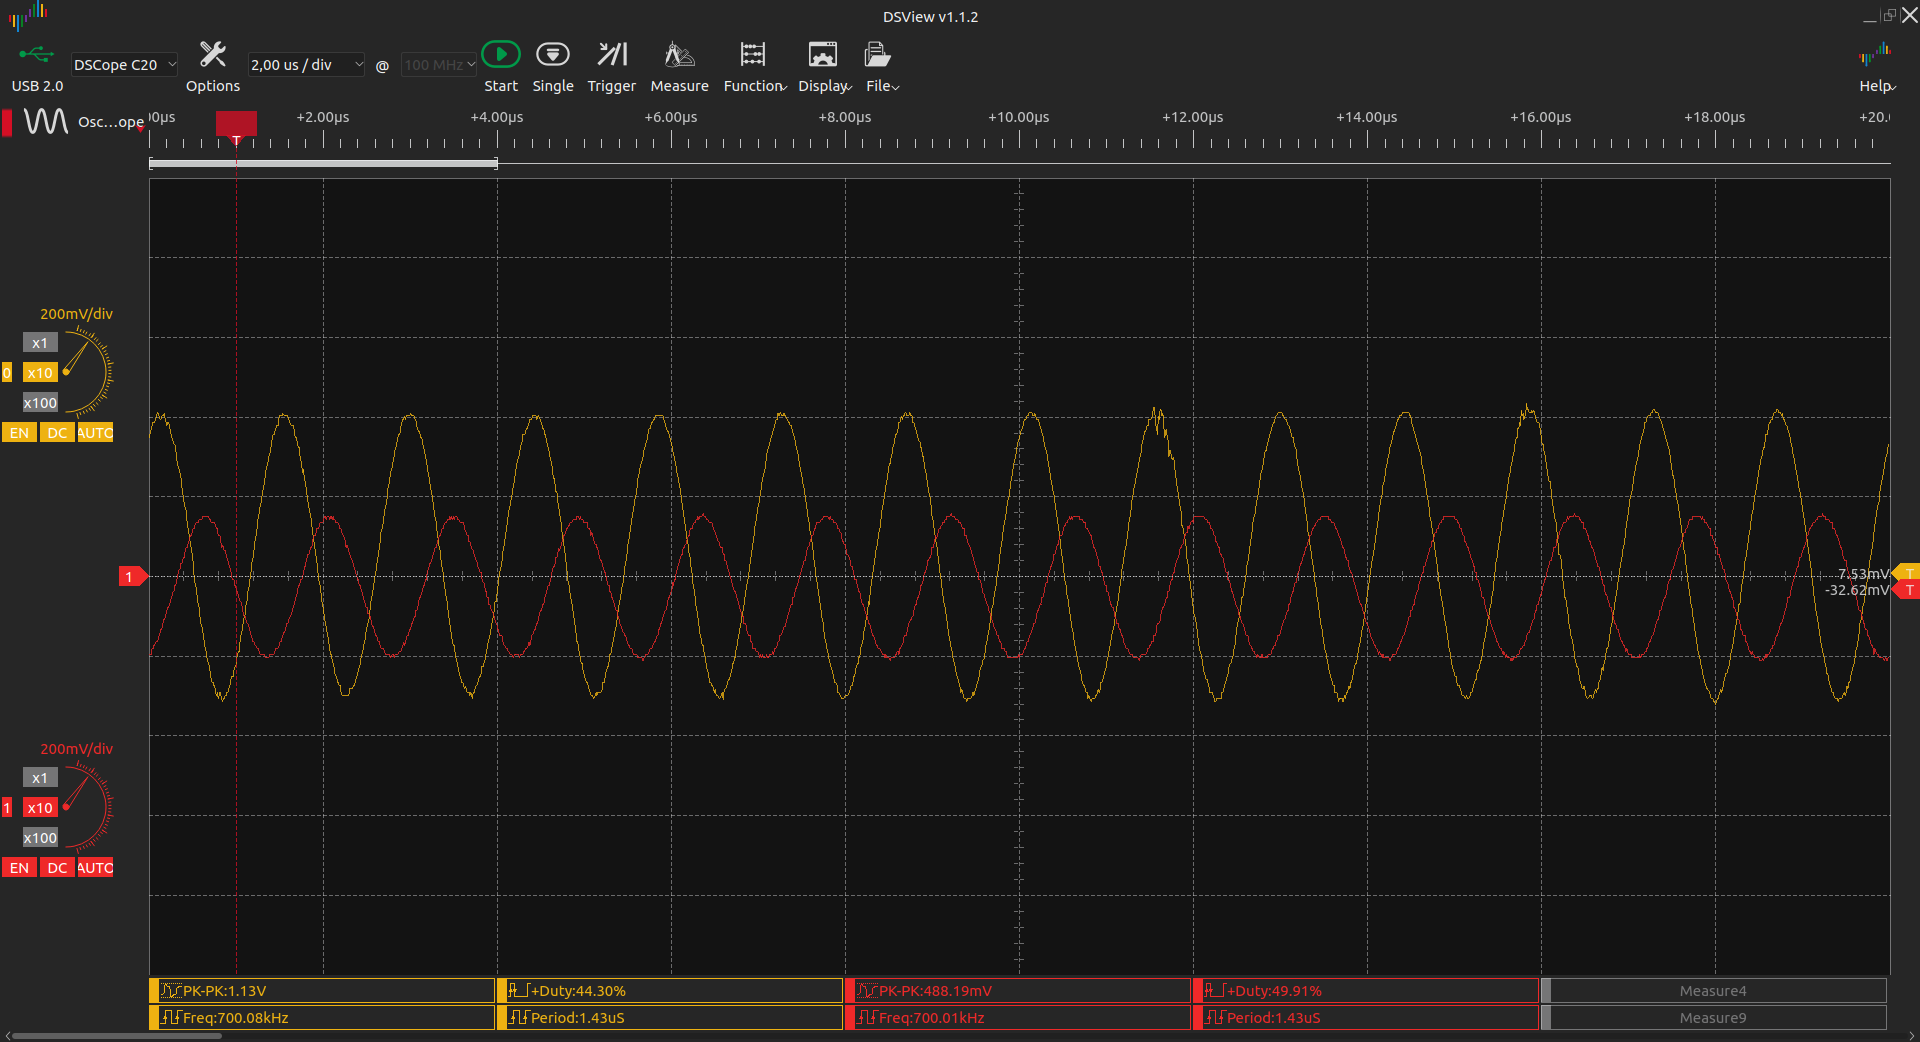 DSView v1.1.2
USB 2.0
DSCope C20
Options
2,00 us / div
@
100 MHz
Start
Single
Trigger
Measure
Function
Display
File
Help
Osc...ope
00µs
T
+2.00µs
+4.00µs
+6.00µs
+8.00µs
+10.00µs
+12.00µs
+14.00µs
+16.00µs
+18.00µs
+20.0
200mV/div
x1
0
x10
x100
EN
DC
AUTO
1
7.53mV
T
-32.62mV
T
200mV/div
x1
1
x10
x100
EN
DC
AUTO
PK-PK:1.13V
+Duty:44.30%
PK-PK:488.19mV
+Duty:49.91%
Measure4
Freq:700.08kHz
Period:1.43uS
Freq:700.01kHz
Period:1.43uS
Measure9